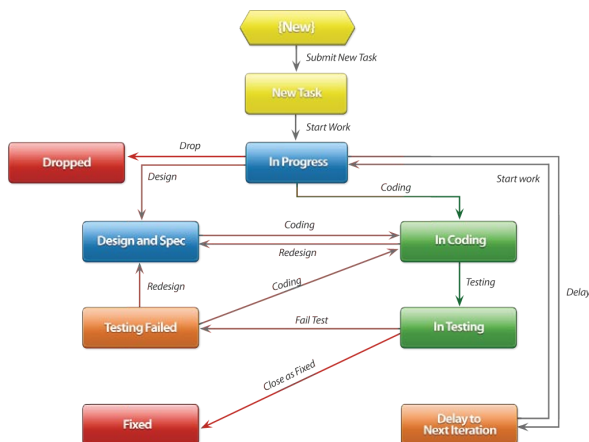 {New}
Submit New Task
New Task
Start Work
Drop
Dropped
In Progress
Design
Coding
Start work
Design and Spec
Coding
Redesign
In Coding
Redesign
Coding
Testing
Delay
Testing Failed
Fail Test
In Testing
Close as Fixed
Fixed
Delay to
Next Iteration